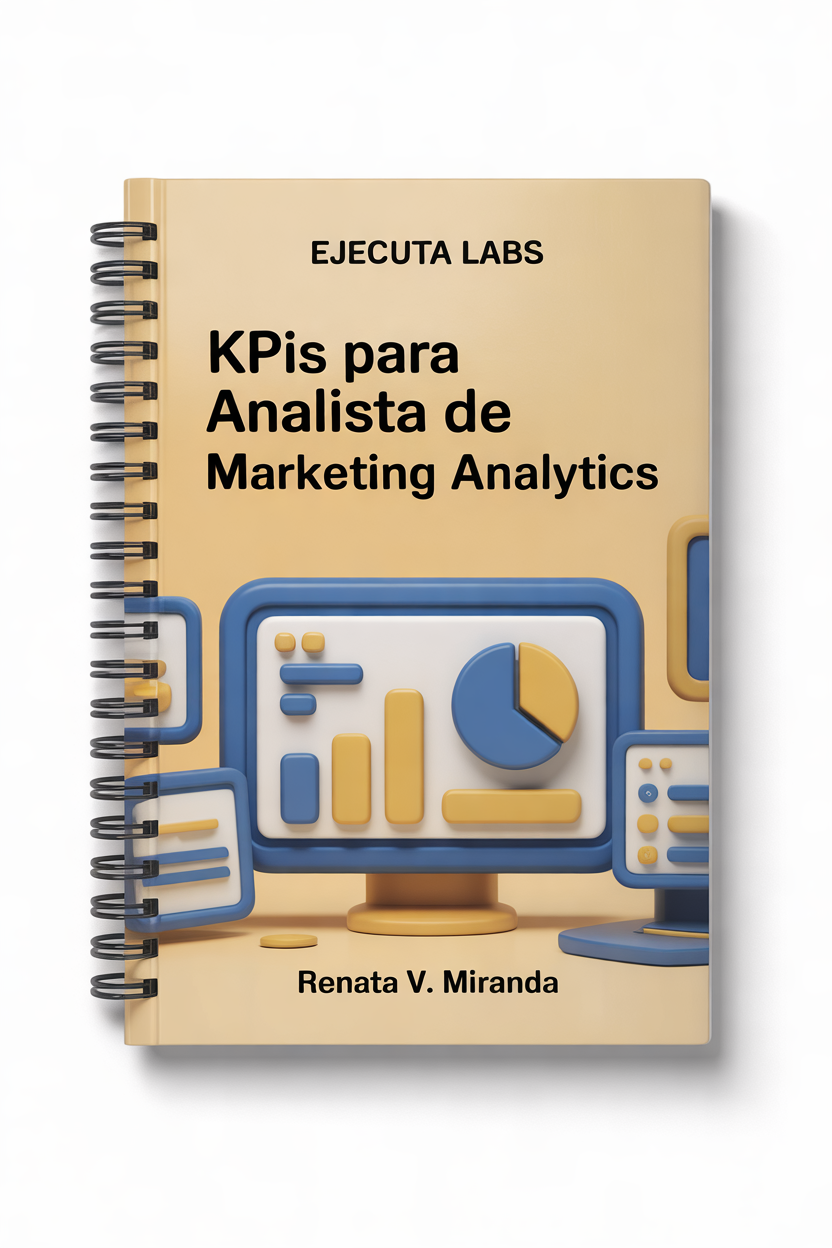 EJECUTA LABS
KPis para
Analista de
Marketing Analytics
Renata V. Miranda